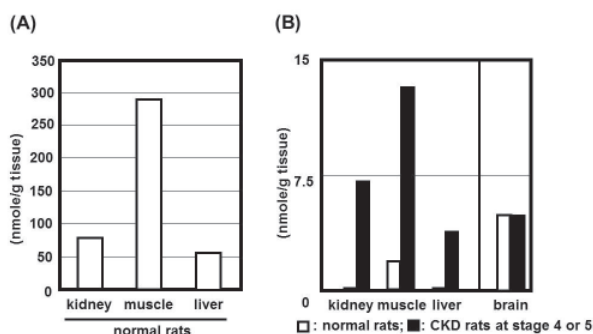 (A)
(nmole/g tissue)
350
300
250
200
150
100
50
0
kidney muscle liver
normal rats
(B)
(nmole/g tissue)
15
7.5
0
kidney muscle liver brain
: normal rats; : CKD rats at stage 4 or 5